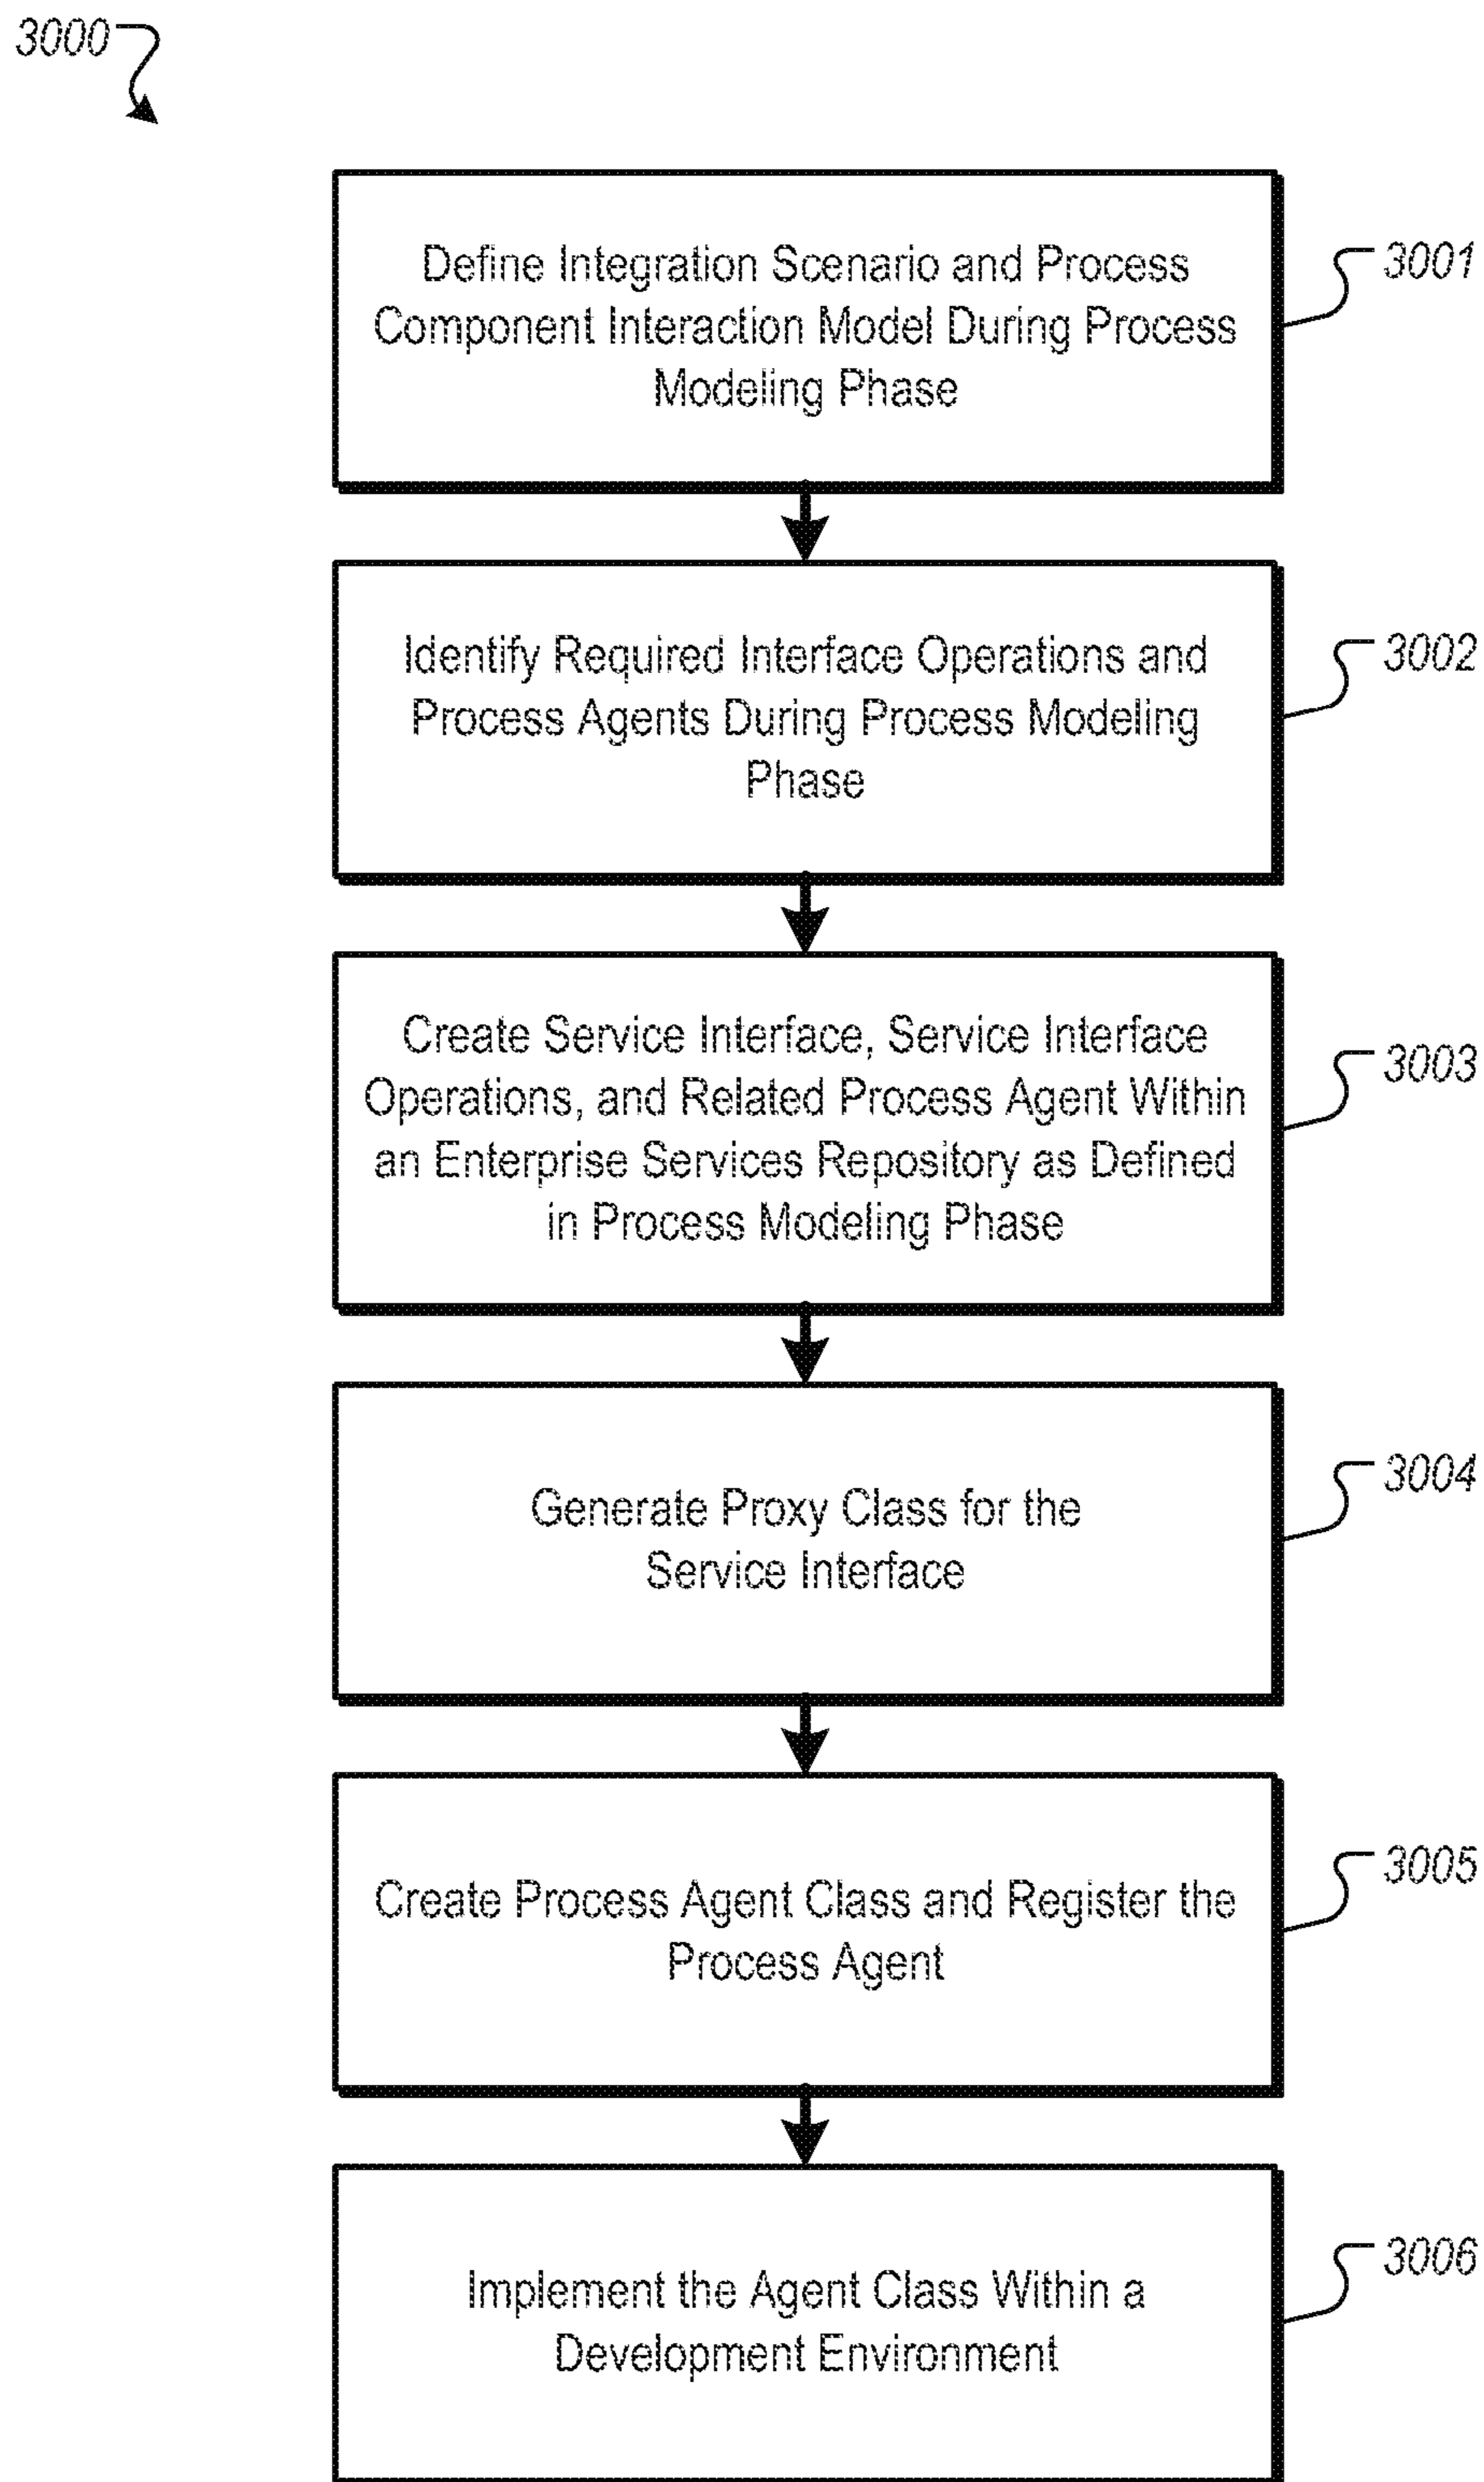 3000
Define Integration Scenario and Process
Component Interaction Model During Process
Modeling Phase
3001
Identify Required Interface Operations and
Process Agents During Process Modeling
Phase
3002
Create Service Interface, Service Interface
Operations, and Related Process Agent Within
an Enterprise Services Repository as Defined
in Process Modeling Phase
3003
Generate Proxy Class for the
Service Interface
3004
Create Process Agent Class and Register the
Process Agent
3005
Implement the Agent Class Within a
Development Environment
3006